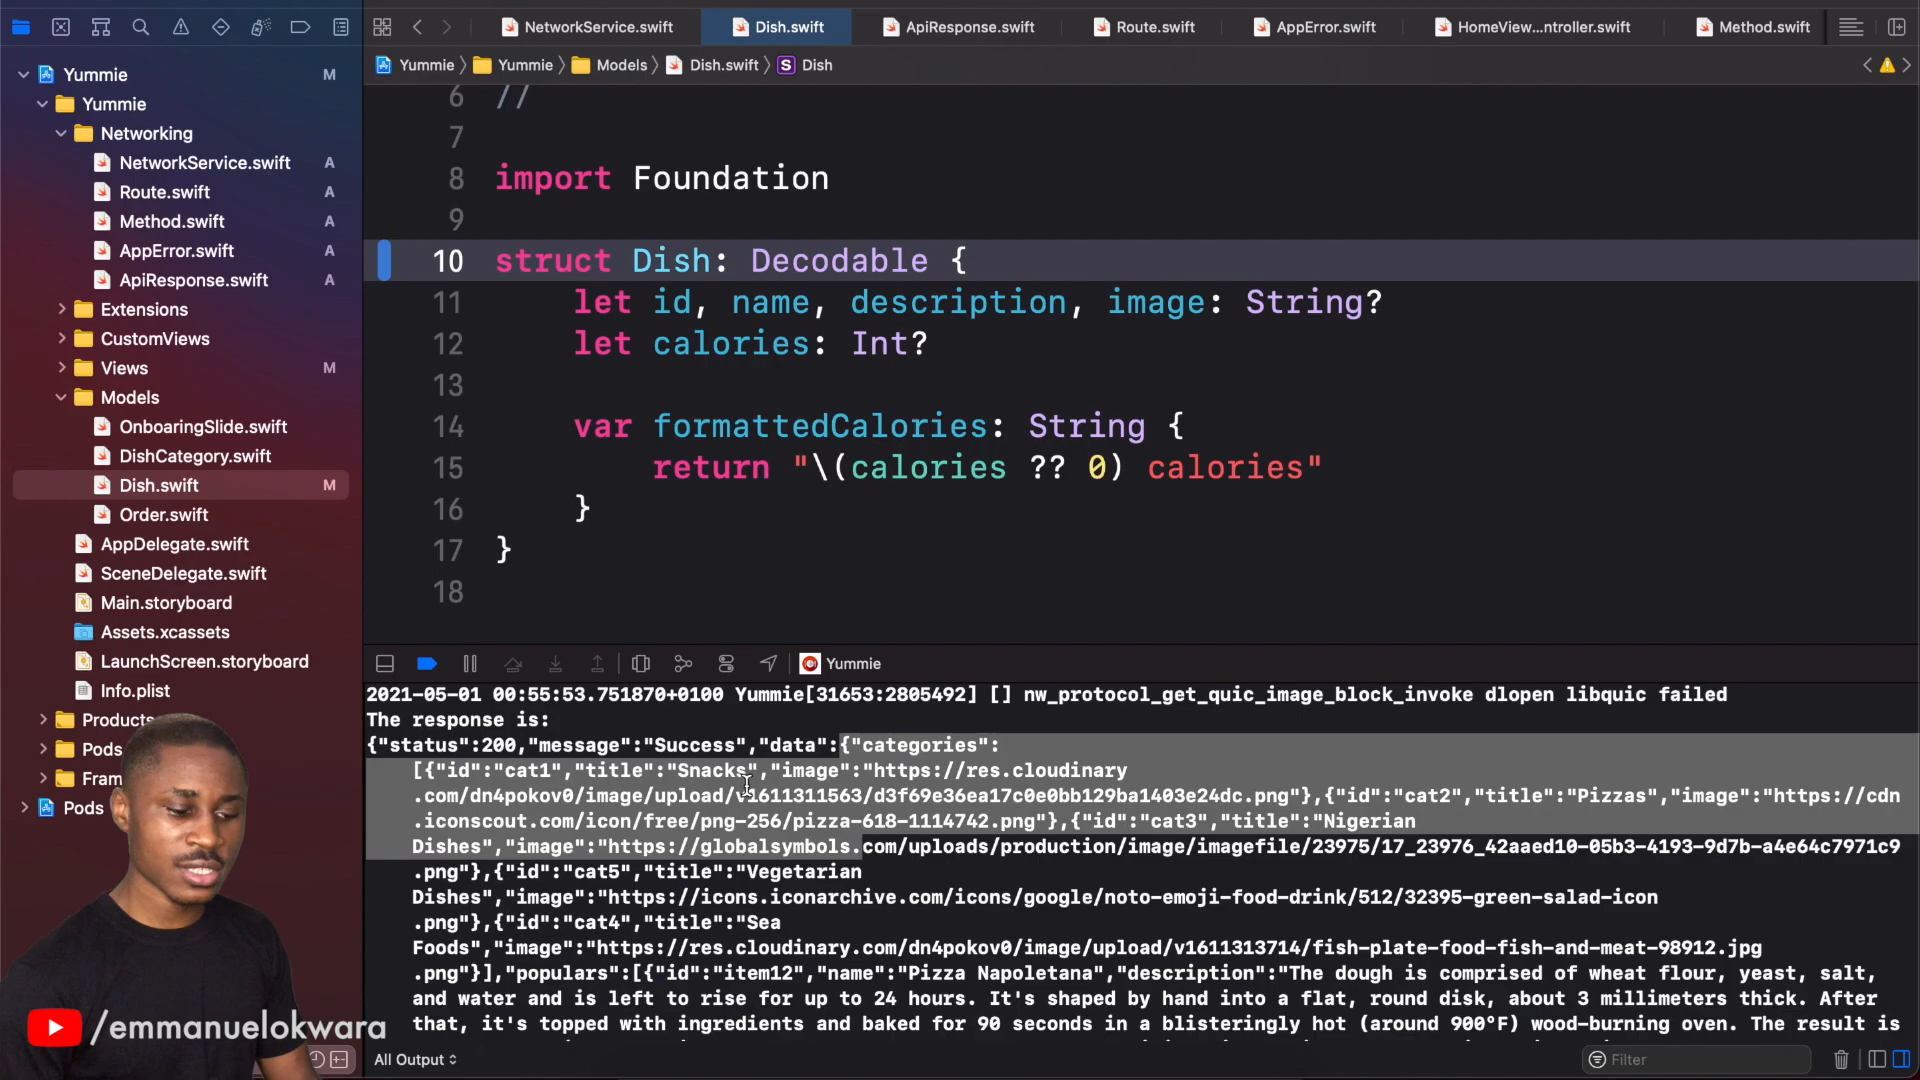 NetworkService.swift
Dish.swift
ApiResponse.swift
Route.swift
AppError.swift
HomeView...ntroller.swift
Method.swift
Yummie
Yummie
Models
Dish.swift
S
Dish
Yummie M
Yummie
Networking
NetworkService.swift A
Route.swift A
Method.swift A
AppError.swift A
ApiResponse.swift A
Extensions
CustomViews
Views M
Models
OnboaringSlide.swift
DishCategory.swift
Dish.swift M
Order.swift
AppDelegate.swift
SceneDelegate.swift
Main.storyboard
Assets.xcassets
LaunchScreen.storyboard
Info.plist
Products
Pods
Fram
Pods
6 //
7
8 import Foundation
9
10 struct Dish: Decodable {
11 let id, name, description, image: String?
12 let calories: Int?
13
14 var formattedCalories: String {
15 return "\(calories ?? 0) calories"
16 }
17 }
18
Yummie
2021-05-01 00:55:53.751870+0100 Yummie[31653:2805492] [] nw_protocol_get_quic_image_block_invoke dlopen libquic failed
The response is:
{"status":200,"message":"Success","data":{"categories":
[{"id":"cat1","title":"Snacks","image":"https://res.cloudinary
.com/dn4pokov0/image/upload/v1611311563/d3f69e36ea17c0e0bb129ba1403e24dc.png"},{"id":"cat2","title":"Pizzas","image":"https://cdn
.iconscout.com/icon/free/png-256/pizza-618-1114742.png"},{"id":"cat3","title":"Nigerian
Dishes","image":"https://globalsymbols.com/uploads/production/image/imagefile/23975/17_23976_42aaed10-05b3-4193-9d7b-a4e64c7971c9
.png"},{"id":"cat5","title":"Vegetarian
Dishes","image":"https://icons.iconarchive.com/icons/google/noto-emoji-food-drink/512/32395-green-salad-icon
.png"},{"id":"cat4","title":"Sea
Foods","image":"https://res.cloudinary.com/dn4pokov0/image/upload/v1611313714/fish-plate-food-fish-and-meat-98912.jpg
.png"}],"populars":[{"id":"item12","name":"Pizza Napoletana","description":"The dough is comprised of wheat flour, yeast, salt,
and water and is left to rise for up to 24 hours. It's shaped by hand into a flat, round disk, about 3 millimeters thick. After
that, it's topped with ingredients and baked for 90 seconds in a blisteringly hot (around 900°F) wood-burning oven. The result is
/emmanuelokwara
All Output
Filter